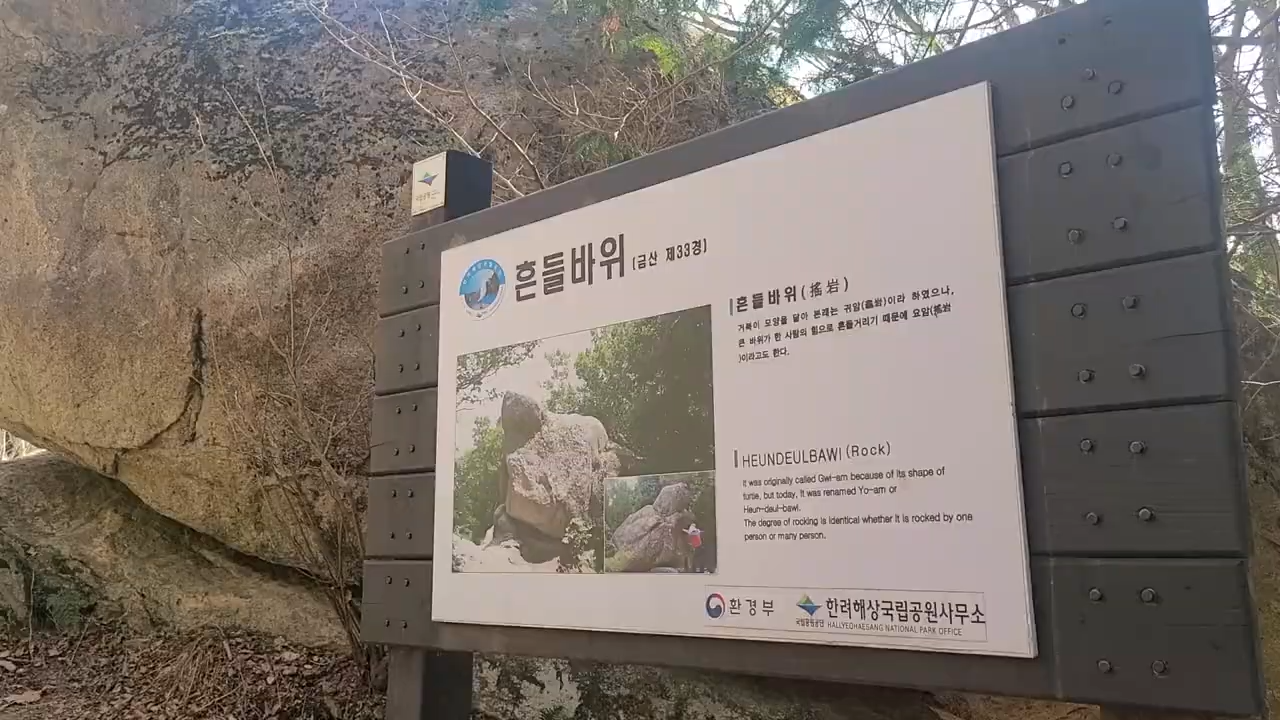 흔들바위 (금산 제33경)
흔들바위(搖岩)
거북이 모양을 닮아 본래는 귀암(龜岩)이라 하였으나,
큰 바위가 한 사람의 힘으로 흔들거리기 때문에 요암(搖岩
)이라고도 한다.
HEUNDEULBAWI (Rock)
It was originally called Gwi-am because of its shape of
turtle, but today, it was renamed Yo-am or
Heun-deul-bawi.
The degree of rocking is identical whether it is rocked by one
person or many person.
환경부
국립공원공단
한려해상국립공원사무소
HALLYEOHAESANG NATIONAL PARK OFFICE